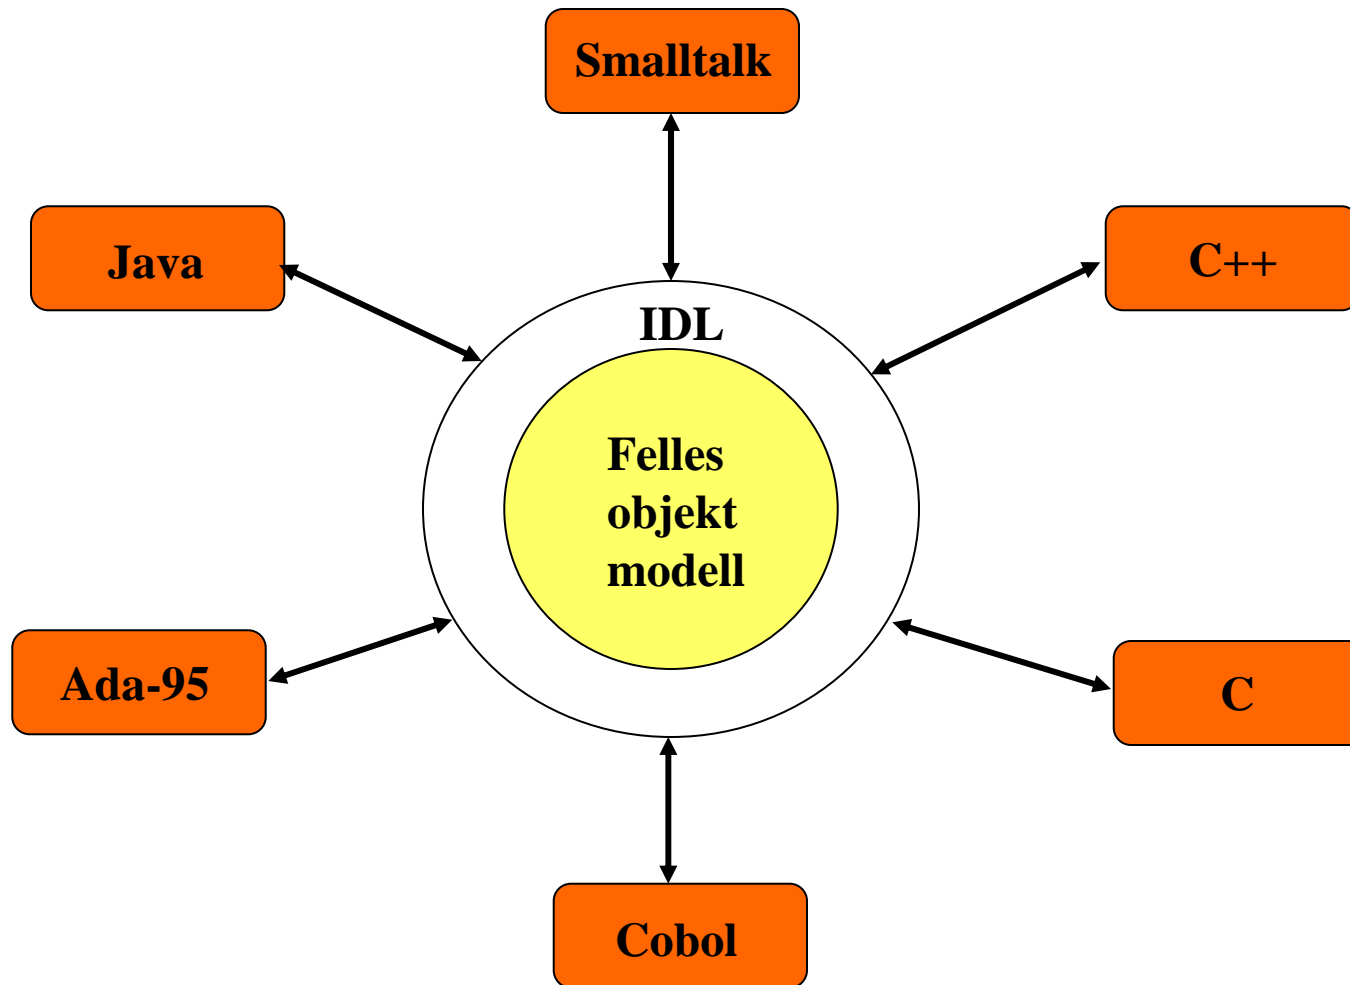 Smalltalk
Java
C++
IDL
Felles
objekt
modell
Ada-95
C
Cobol